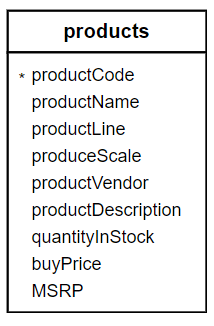 products
* productCode
productName
productLine
produceScale
productVendor
productDescription
quantityInStock
buyPrice
MSRP